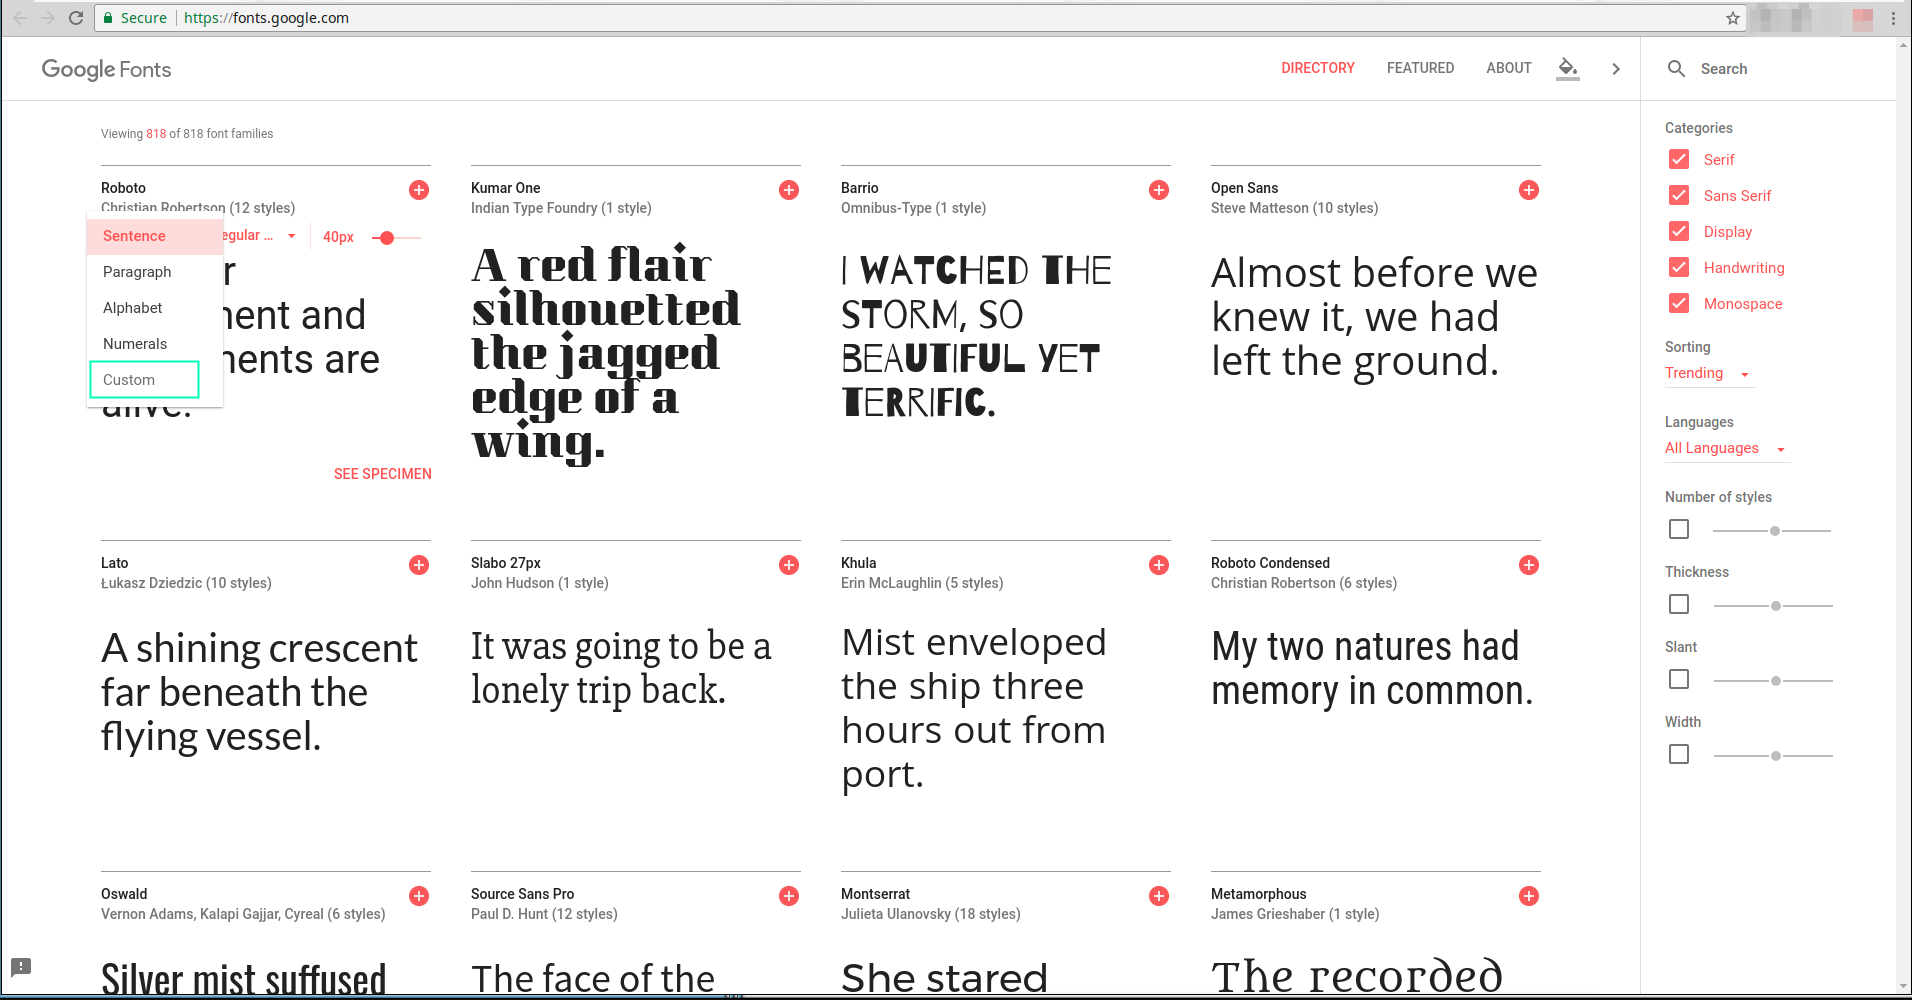 Secure
https://fonts.google.com
Google Fonts
DIRECTORY
FEATURED
ABOUT
Search
Viewing 818 of 818 font families
Roboto
Christian Robertson (12 styles)
Sentence
egular ...
40px
Paragraph
Alphabet
Numerals
Custom
r
nent and
nents are
alive.
SEE SPECIMEN
Kumar One
Indian Type Foundry (1 style)
A red flair
silhouetted
the jagged
edge of a
wing.
Barrio
Omnibus-Type (1 style)
I WATCHED THE
STORM, SO
BEAUTIFUL YET
TERRIFIC.
Open Sans
Steve Matteson (10 styles)
Almost before we
knew it, we had
left the ground.
Lato
Łukasz Dziedzic (10 styles)
A shining crescent
far beneath the
flying vessel.
Slabo 27px
John Hudson (1 style)
It was going to be a
lonely trip back.
Khula
Erin McLaughlin (5 styles)
Mist enveloped
the ship three
hours out from
port.
Roboto Condensed
Christian Robertson (6 styles)
My two natures had
memory in common.
Oswald
Vernon Adams, Kalapi Gajjar, Cyreal (6 styles)
Silver mist suffused
Source Sans Pro
Paul D. Hunt (12 styles)
The face of the
Montserrat
Julieta Ulanovsky (18 styles)
She stared
Metamorphous
James Grieshaber (1 style)
The recorded
Categories
Serif
Sans Serif
Display
Handwriting
Monospace
Sorting
Trending
Languages
All Languages
Number of styles
Thickness
Slant
Width